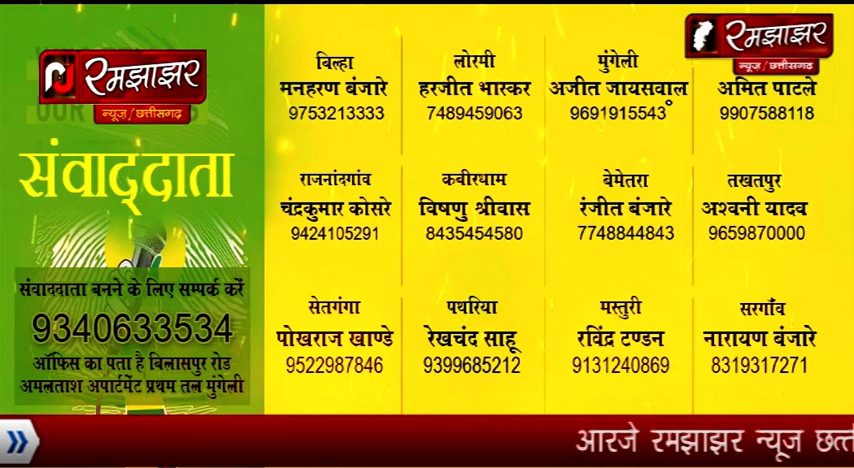 रमझाझर
न्यूज़/छत्तीसगढ़
संवाद्दाता
संवाददाता बनने के लिए सम्पर्क करें
9340633534
ऑफिस का पता है बिलासपुर रोड
अमलताश अपार्टमेंट प्रथम तल मुंगेली
बिल्हा
मनहरण बंजारे
9753213333
लोरमी
हरजीत भास्कर
7489459063
मुंगेली
अजीत जायसवाल
9691915543
रमझाझर
न्यूज़/छत्तीसगढ़
अमित पाटले
9907588118
राजनांदगांव
चंद्रकुमार कोसरे
9424105291
कबीरधाम
विषणु श्रीवास
8435454580
बेमेतरा
रंजीत बंजारे
7748844843
तखतपुर
अश्वनी यादव
9659870000
सेतगंगा
पोखराज खाण्डे
9522987846
पथरिया
रेखचंद साहू
9399685212
मस्तुरी
रविंद्र टण्डन
9131240869
सरगाँव
नारायण बंजारे
8319317271
आरजे रमझाझर न्यूज छत्ती